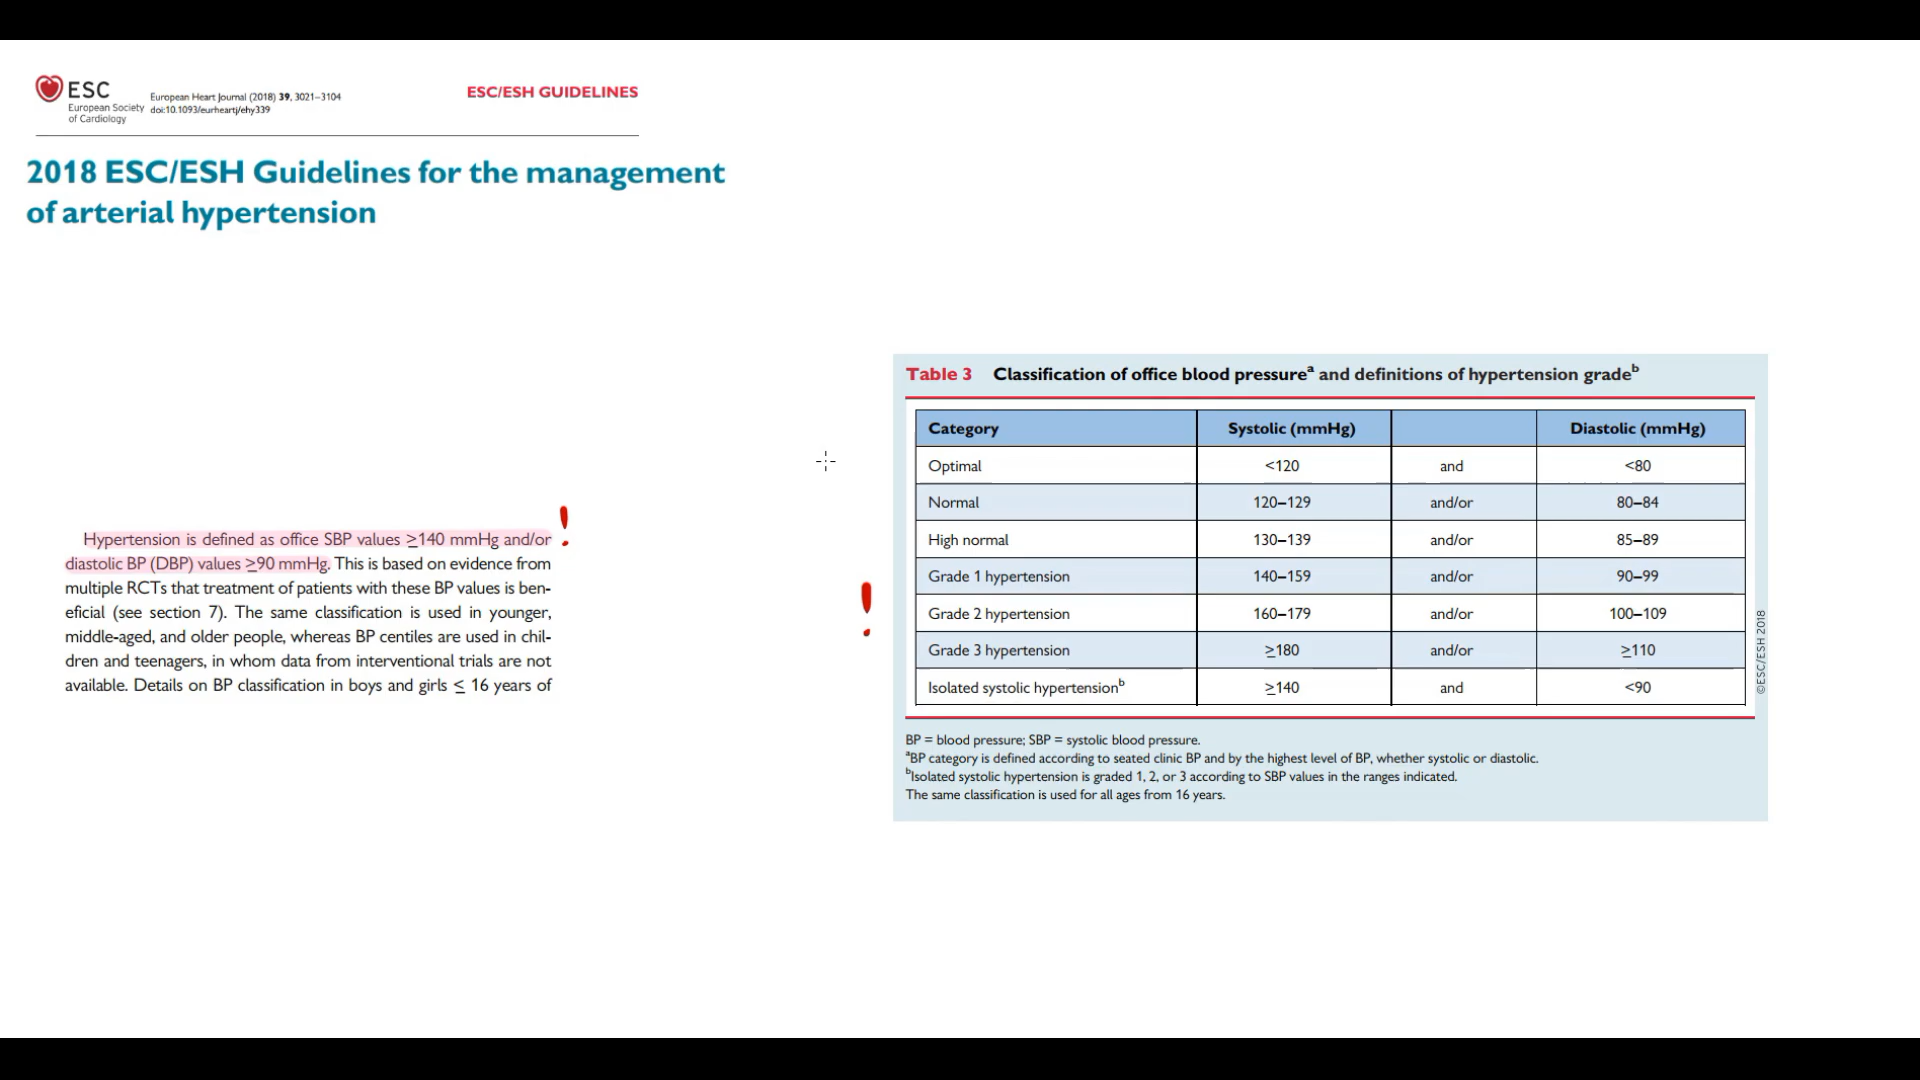 ESC
European Society
of Cardiology
European Heart Journal (2018) 39, 3021–3104
doi:10.1093/eurheartj/ehy339
ESC/ESH GUIDELINES
2018 ESC/ESH Guidelines for the management
of arterial hypertension
Hypertension is defined as office SBP values ≥140 mmHg and/or
diastolic BP (DBP) values ≥90 mmHg. This is based on evidence from
multiple RCTs that treatment of patients with these BP values is ben-
eficial (see section 7). The same classification is used in younger,
middle-aged, and older people, whereas BP centiles are used in chil-
dren and teenagers, in whom data from interventional trials are not
available. Details on BP classification in boys and girls ≤ 16 years of
!
!
Table 3 Classification of office blood pressureᵃ and definitions of hypertension gradeᵇ
Category Systolic (mmHg) Diastolic (mmHg)
Optimal <120 and <80
Normal 120–129 and/or 80–84
High normal 130–139 and/or 85–89
Grade 1 hypertension 140–159 and/or 90–99
Grade 2 hypertension 160–179 and/or 100–109
Grade 3 hypertension ≥180 and/or ≥110
Isolated systolic hypertensionᵇ ≥140 and <90
BP = blood pressure; SBP = systolic blood pressure.
ᵃBP category is defined according to seated clinic BP and by the highest level of BP, whether systolic or diastolic.
ᵇIsolated systolic hypertension is graded 1, 2, or 3 according to SBP values in the ranges indicated.
The same classification is used for all ages from 16 years.
©ESC/ESH 2018